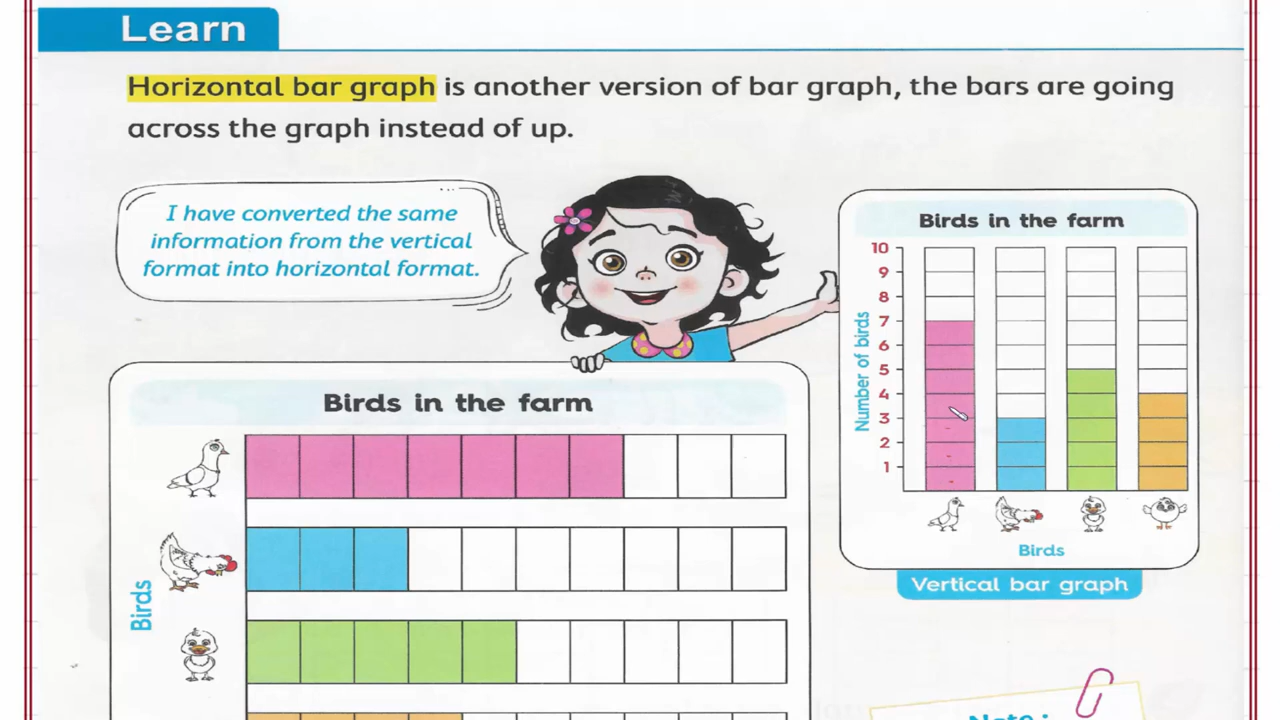 Learn
Horizontal bar graph is another version of bar graph, the bars are going
across the graph instead of up.
I have converted the same
information from the vertical
format into horizontal format.
Birds in the farm
Birds
Birds in the farm
Number of birds
10
9
8
7
6
5
4
3
2
1
Birds
Vertical bar graph
Note :